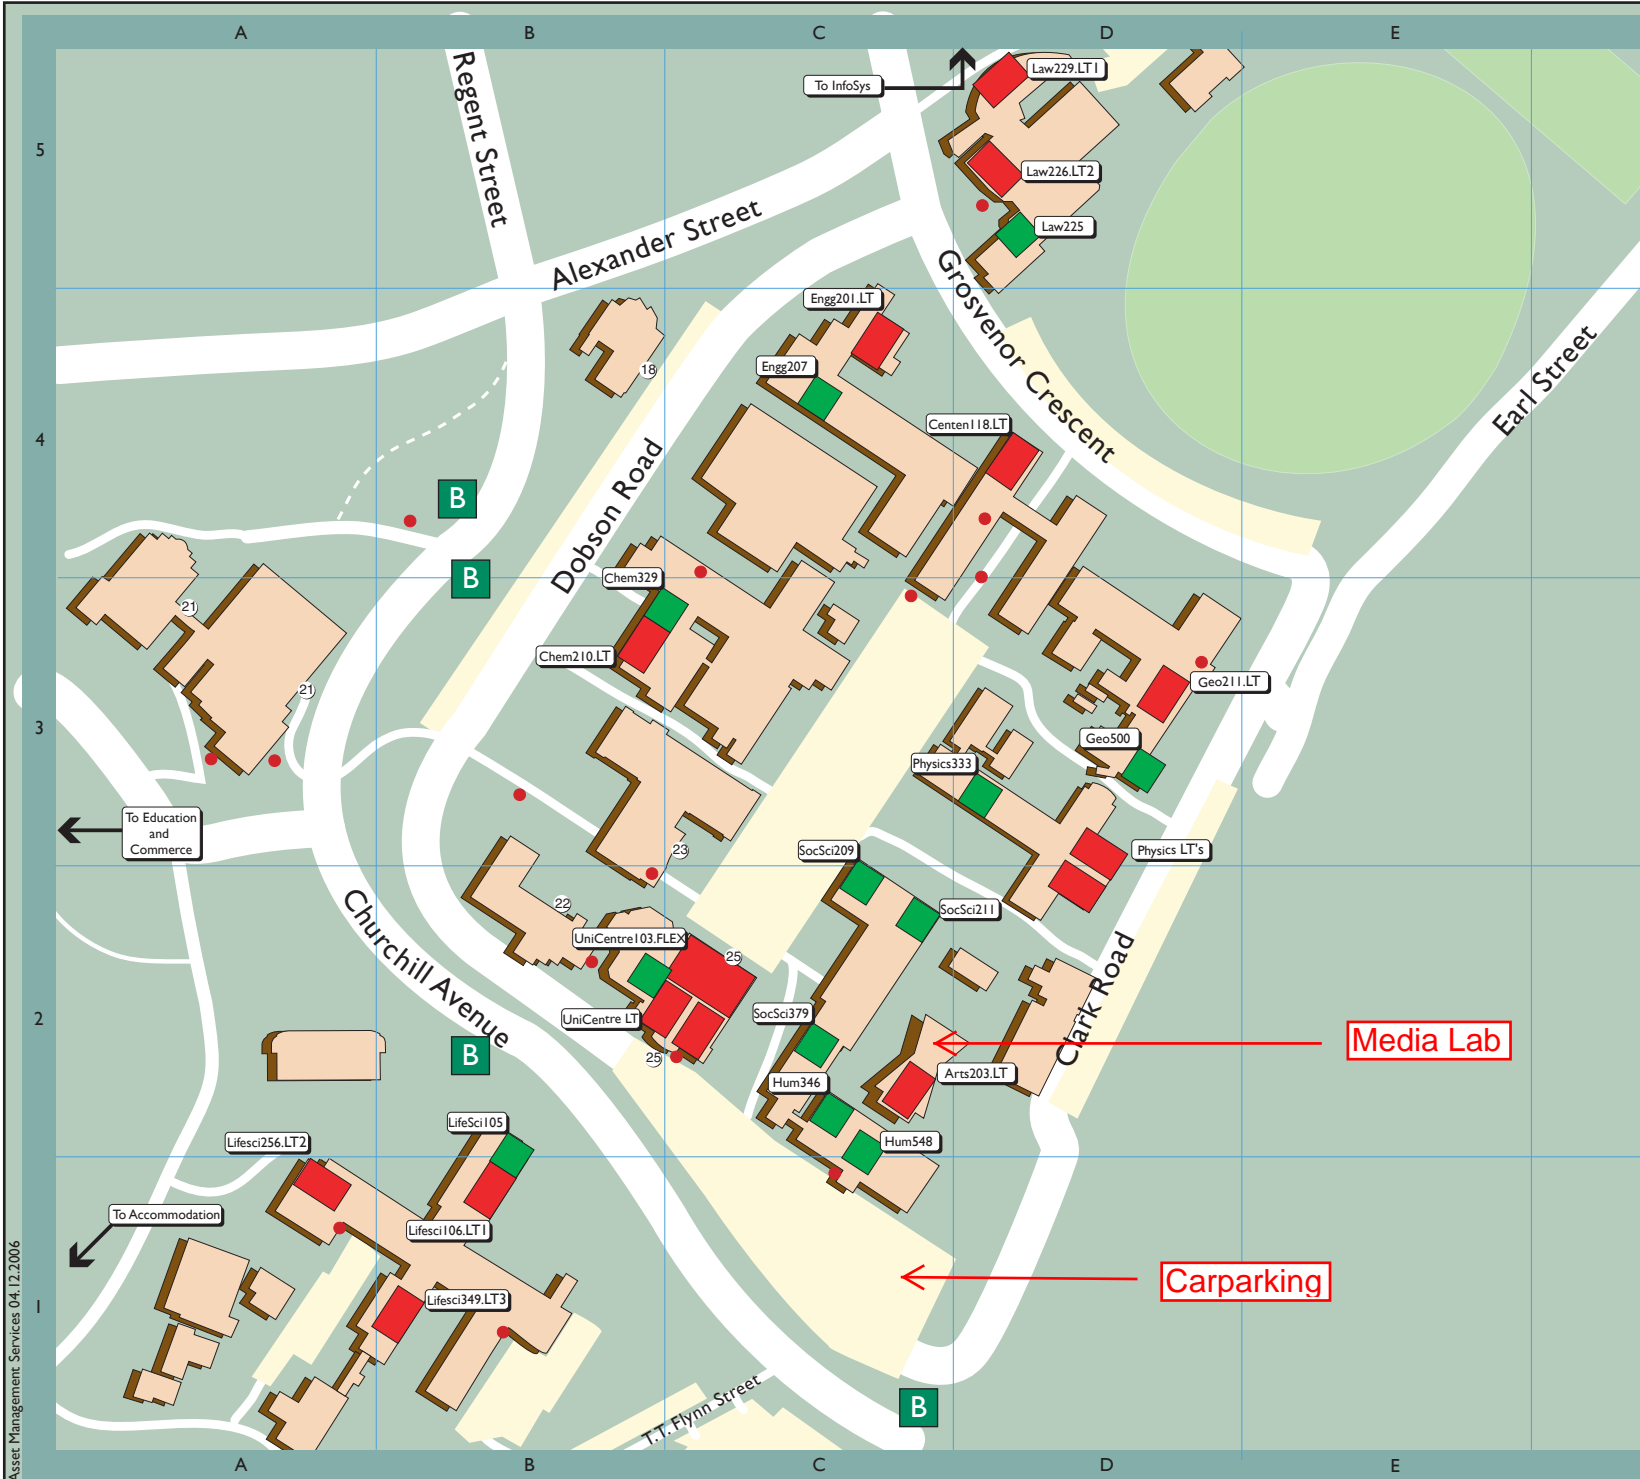 A B C D E
5
4
3
2
1
Regent Street
To InfoSys
Law229.LT1
Law226.LT2
Law225
Alexander Street
Grosvenor Crescent
Earl Street
Engg201.LT
Engg207
18
Centen118.LT
B
Dobson Road
B
Chem329
21
Chem210.LT
21
Geo211.LT
Geo500
Physics333
To Education
and
Commerce
23
SocSci209
Physics LT's
22
SocSci211
Churchill Avenue
UniCentre103.FLEX
25
UniCentre LT
SocSci379
Clark Road
Media Lab
B
25
Arts203.LT
Hum346
LifeSci105
Lifesci256.LT2
Hum548
To Accommodation
Lifesci106.LT1
Carparking
Lifesci349.LT3
T.T. Flynn Street
B
Asset Management Services 04.12.2006
A B C D E